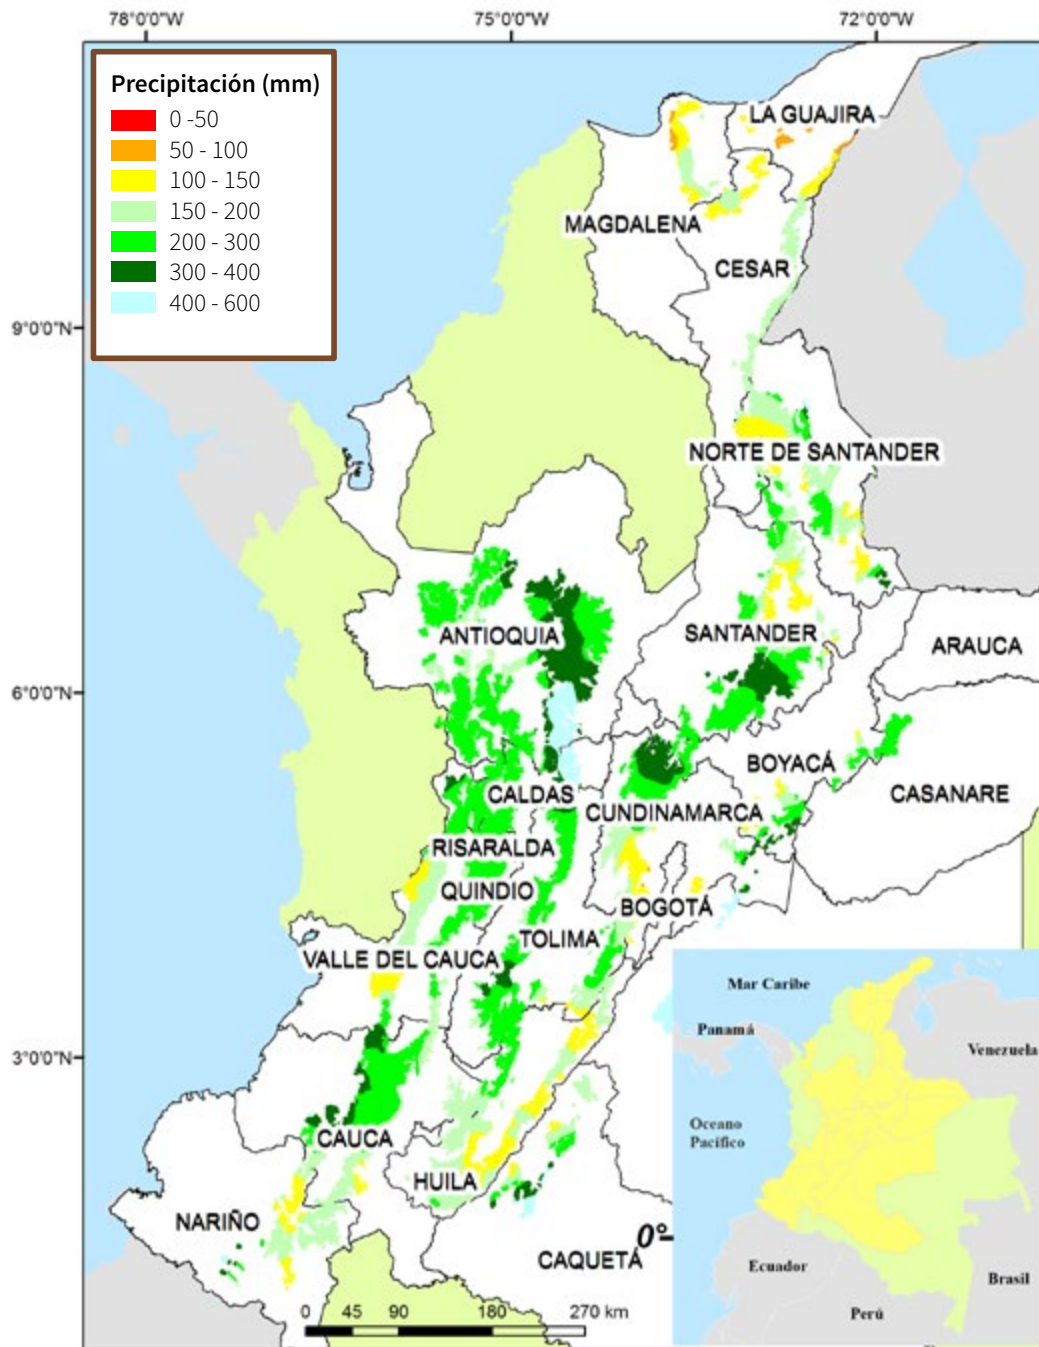 78°0'0"W
75°00'0W
72°0'0"W
Precipitación (mm)
0 -50
50 - 100
100 - 150
150 - 200
200 - 300
300 - 400
400 - 600
LA GUAJIRA
MAGDALENA
CESAR
9°0'0"N
NORTE DE SANTANDER
ANTIOQUIA
SANTANDER
ARAUCA
6°0'0"N
BOYACÁ
CALDAS
CASANARE
CUNDINAMARCA
RISARALDA
QUINDIO
BOGOTÁ
TOLIMA
VALLE DEL CAUCA
3°0'0"N
CAUCA
HUILA
NARIÑO
CAQUETÁ
0°
0 45 90 180 270 km
Mar Caribe
Panamá
Venezuela
Oceano
Pacífico
Ecuador
Brasil
Perú